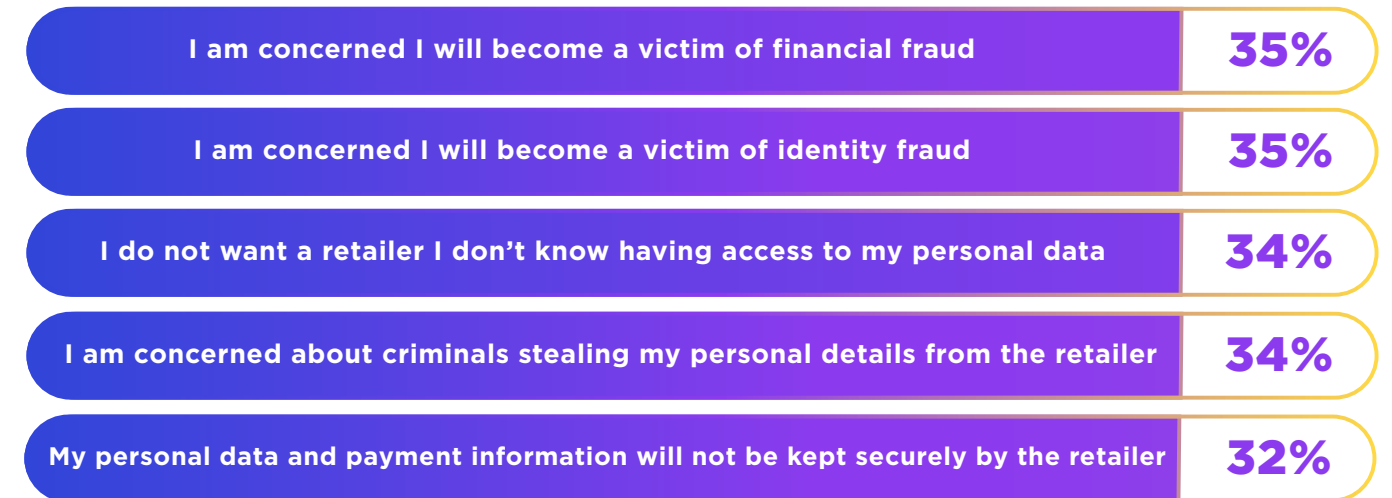 I am concerned I will become a victim of financial fraud 35%
I am concerned I will become a victim of identity fraud 35%
I do not want a retailer I don’t know having access to my personal data 34%
I am concerned about criminals stealing my personal details from the retailer 34%
My personal data and payment information will not be kept securely by the retailer 32%